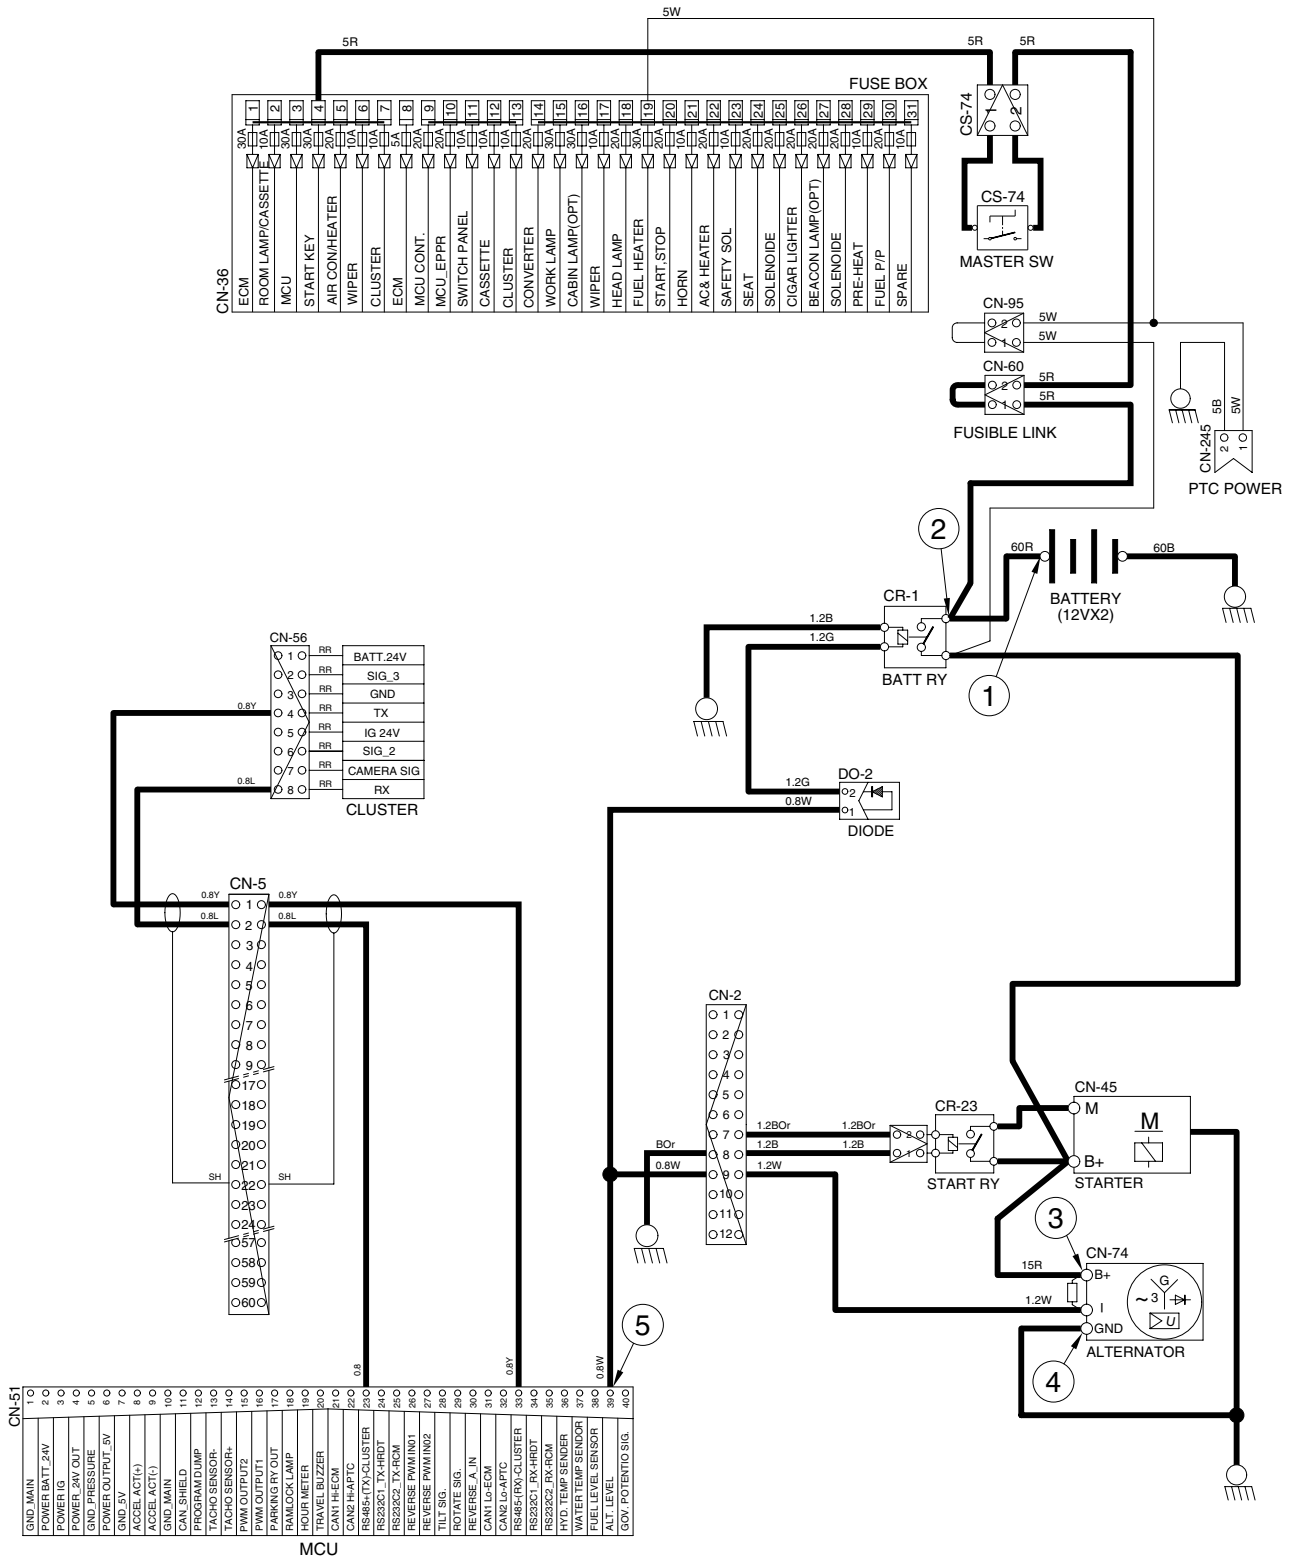 5W
5R
5R
5R
FUSE BOX
1 2 3 4 5 6 7 8 9 10 11 12 13 14 15 16 17 18 19 20 21 22 23 24 25 26 27 28 29 30 31
30A 10A 30A 30A 20A 10A 10A 5A 20A 20A 10A 10A 10A 20A 30A 20A 10A 20A 30A 10A 10A 20A 10A 20A 20A 10A 20A 20A 10A 20A 10A
CN-36
ECM
ROOM LAMP/CASSETTE
MCU
START KEY
AIR CON/HEATER
WIPER
CLUSTER
ECM
MCU CONT.
MCU_EPPR
SWITCH PANEL
CASSETTE
CLUSTER
CONVERTER
WORK LAMP
CABIN LAMP(OPT)
WIPER
HEAD LAMP
FUEL HEATER
START,STOP
HORN
AC& HEATER
SAFETY SOL
SEAT
SOLENOIDE
CIGAR LIGHTER
BEACON LAMP(OPT)
SOLENOIDE
PRE-HEAT
FUEL P/P
SPARE
CS-74
1 2
CS-74
MASTER SW
CN-95
2 5W
1 5W
CN-60
2 5R
1 5R
FUSIBLE LINK
5B 5W
CN-245
2 1
PTC POWER
2
60R
60B
BATTERY
(12VX2)
1
CR-1
1.2B
1.2G
BATT RY
CN-56
1 RR BATT.24V
2 RR SIG_3
3 RR GND
0.8Y 4 RR TX
5 RR IG 24V
6 RR SIG_2
7 RR CAMERA SIG
0.8L 8 RR RX
CLUSTER
DO-2
1.2G 2
0.8W 1
DIODE
CN-5
0.8Y 1 0.8Y
0.8L 2 0.8L
3
4
5
6
7
8
9
17
18
19
20
21
SH 22 SH
23
24
57
58
59
60
CN-2
1
2
3
4
5
6
7 1.2BOr 1.2BOr 2
BOr 8 1.2B 1.2B 1
0.8W 9 1.2W
10
11
12
CR-23
START RY
CN-45
M
M
B+
STARTER
3
CN-74
15R B+
1.2W I
GND
G
~ 3
U
ALTERNATOR
4
5
0.8
0.8Y
0.8W
CN-51
1 2 3 4 5 6 7 8 9 10 11 12 13 14 15 16 17 18 19 20 21 22 23 24 25 26 27 28 29 30 31 32 33 34 35 36 37 38 39 40
GND_MAIN
POWER BATT_24V
POWER IG
POWER_24V OUT
GND_PRESSURE
POWER OUTPUT_5V
GND_5V
ACCEL ACT(+)
ACCEL ACT(-)
GND_MAIN
CAN_SHIELD
PROGRAM DUMP
TACHO SENSOR-
TACHO SENSOR+
PWM OUTPUT2
PWM OUTPUT1
PARKING RY OUT
RAMLOCK LAMP
HOUR METER
TRAVEL BUZZER
CAN1 Hi-ECM
CAN2 Hi-APTC
RS485+(TX)-CLUSTER
RS232C1_TX-HRDT
RS232C2_TX-RCM
REVERSE PWM IN01
REVERSE PWM IN02
TILT SIG.
ROTATE SIG.
REVERSE_A_IN
CAN1 Lo-ECM
CAN2 Lo-APTC
RS485-(RX)-CLUSTER
RS232C1_RX-HRDT
RS232C2_RX-RCM
HYD. TEMP SENDER
WATER TEMP SENDOR
FUEL LEVEL SENSOR
ALT. LEVEL
GOV. POTENTIO SIG.
MCU